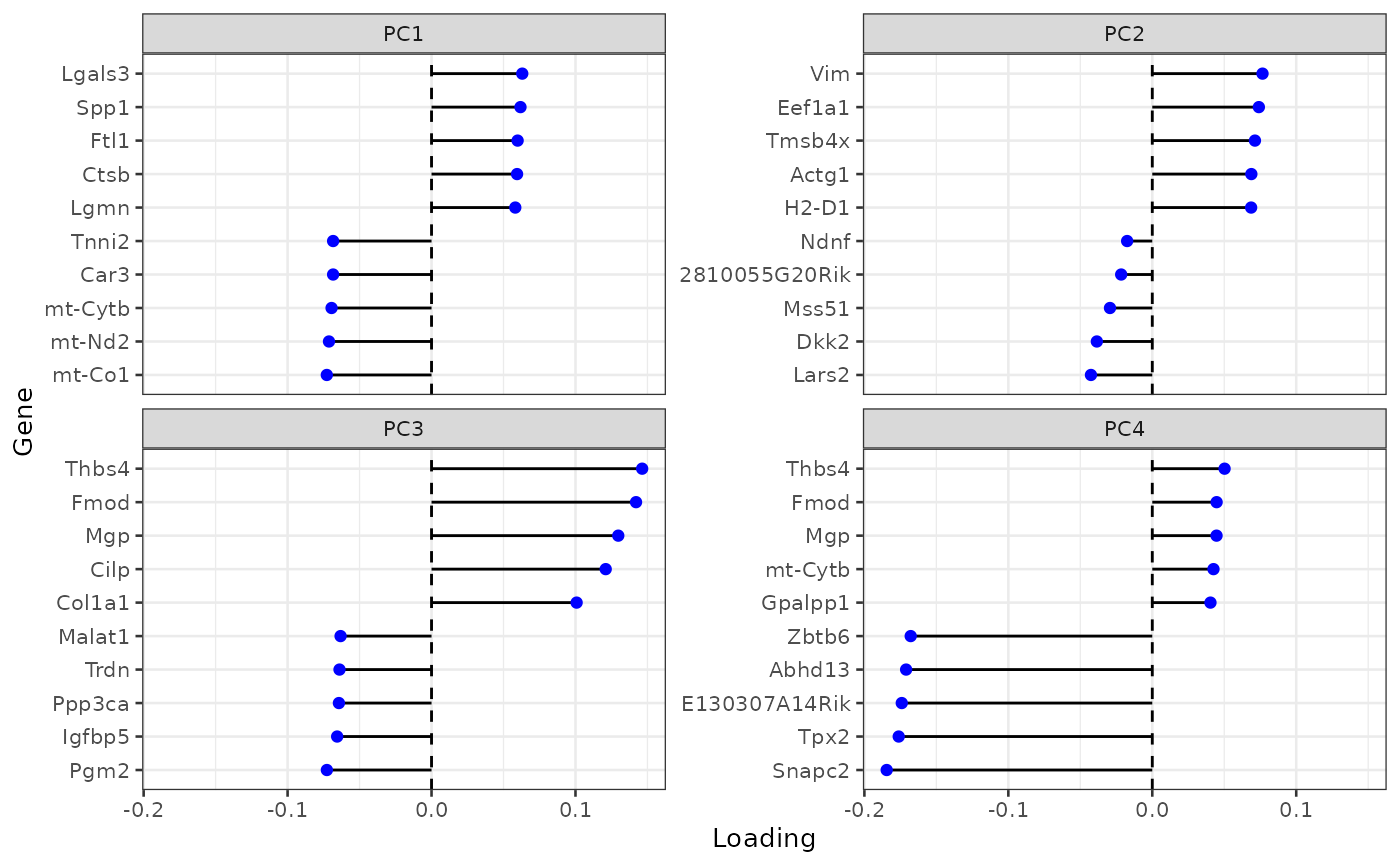 PC1
Lgals3
Spp1
Ftl1
Ctsb
Lgmn
Tnni2
Car3
mt-Cytb
mt-Nd2
mt-Co1
PC2
Vim
Eef1a1
Tmsb4x
Actg1
H2-D1
Ndnf
2810055G20Rik
Mss51
Dkk2
Lars2
Gene
PC3
Thbs4
Fmod
Mgp
Cilp
Col1a1
Malat1
Trdn
Ppp3ca
Igfbp5
Pgm2
-0.2 -0.1 0.0 0.1
PC4
Thbs4
Fmod
Mgp
mt-Cytb
Gpalpp1
Zbtb6
Abhd13
E130307A14Rik
Tpx2
Snapc2
-0.2 -0.1 0.0 0.1
Loading